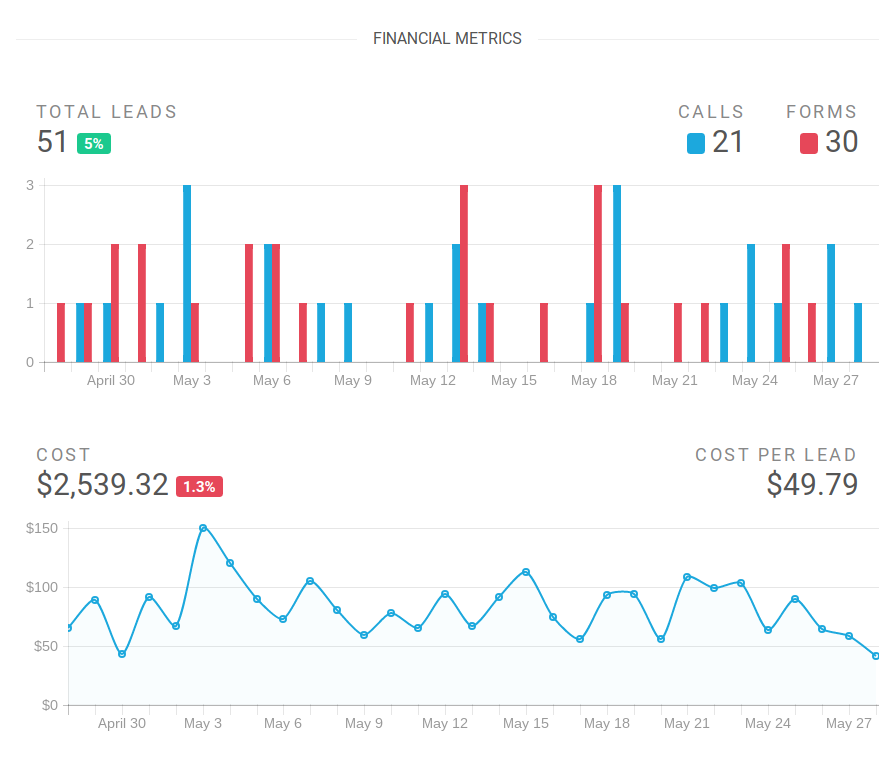 FINANCIAL METRICS
TOTAL LEADS
CALLS
FORMS
51 5%
21
30
3
2
1
0
April 30 May 3 May 6 May 9 May 12 May 15 May 18 May 21 May 24 May 27
COST
COST PER LEAD
$2,539.32 1.3%
$49.79
$150
$100
$50
$0
April 30 May 3 May 6 May 9 May 12 May 15 May 18 May 21 May 24 May 27